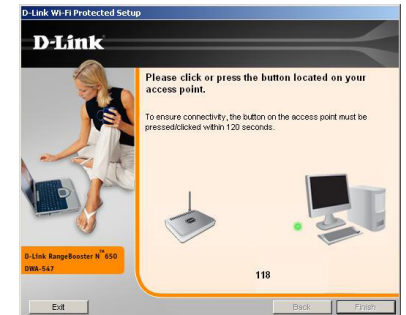 D-Link Wi-Fi Protected Setup
D-Link
Please click or press the button located on your
access point.
To ensure connectivity, the button on the access point must be
pressed/clicked within 120 seconds.
D-Link RangeBooster N™ 650
DWA-547
118
Exit
Back
Finish